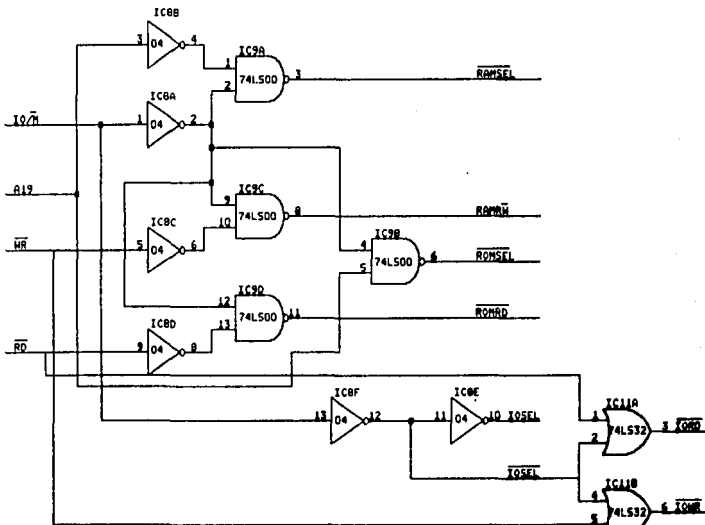 IC8B
3 04 4
IC9A
1
2
74LS00
3 RAMSEL
IC8A
IO/M
1 04 2
A19
IC9C
9
10
74LS00
8 RAMRW
IC8C
WR
5 04 6
IC9B
4
5
74LS00
6 ROMSEL
IC9D
12
13
74LS00
11 ROMRD
IC8D
RD
9 04 8
IC8F
13 04 12
IC8E
11 04 10 IOSEL
IC11A
1
2
74LS32
3 IORD
IOSEL
IC11B
4
5
74LS32
6 IOWR